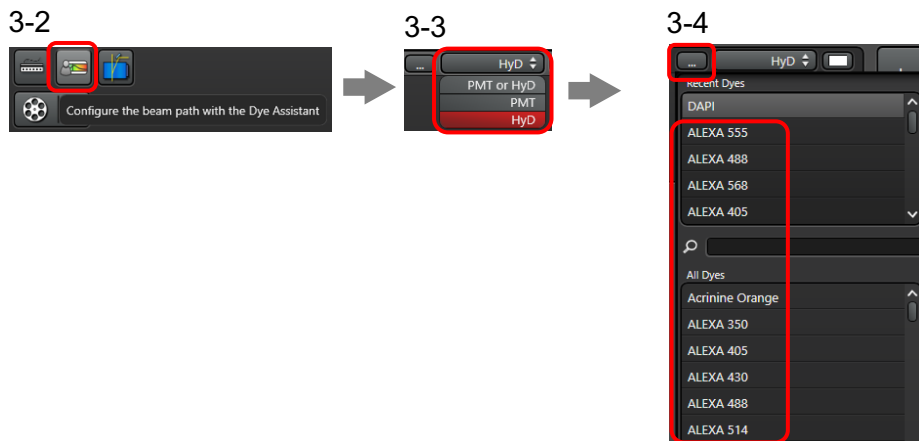 3-2
Configure the beam path with the Dye Assistant
3-3
... HyD
PMT or HyD
PMT
HyD
3-4
... HyD
Recent Dyes
DAPI
ALEXA 555
ALEXA 488
ALEXA 568
ALEXA 405
All Dyes
Acrinine Orange
ALEXA 350
ALEXA 405
ALEXA 430
ALEXA 488
ALEXA 514